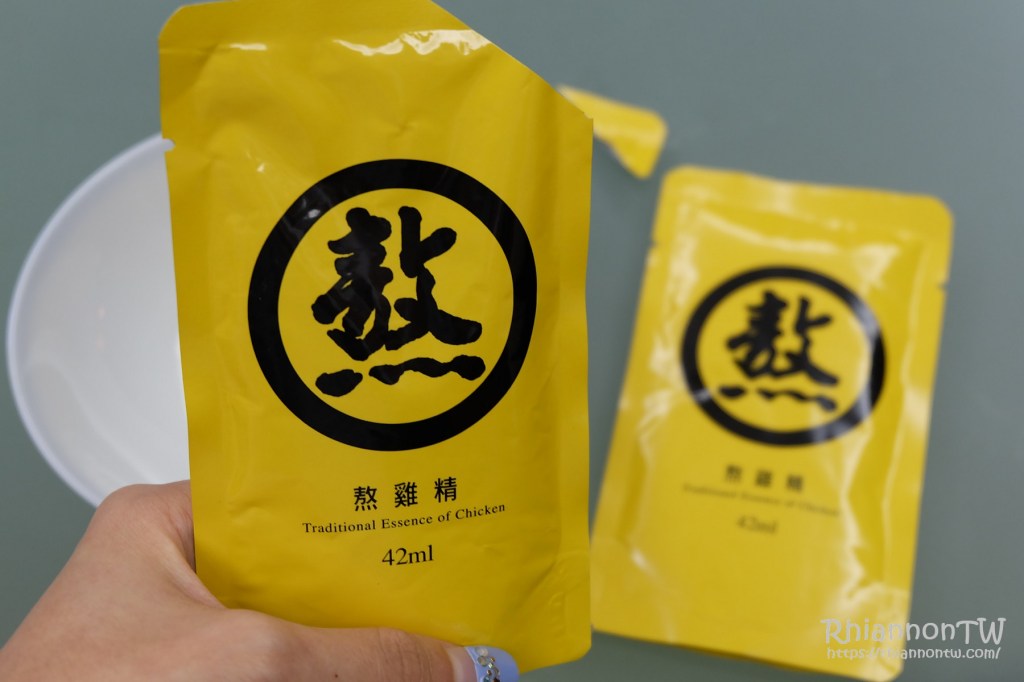 熬
熬雞精
Traditional Essence of Chicken
42ml
熬
熬雞精
Traditional Essence of Chicken
42ml
RhiannonTW
https://rhiannontw.com/